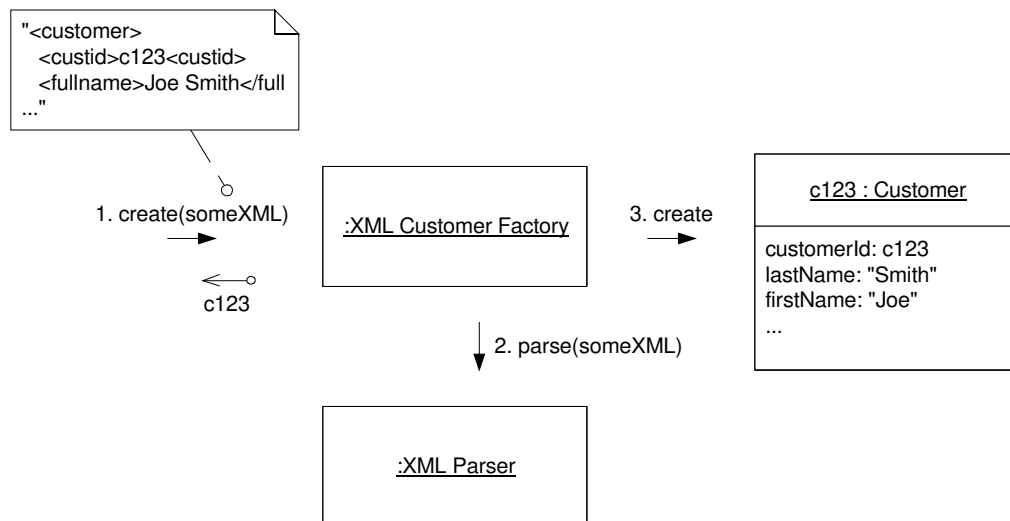 "<customer>
<custid>c123<custid>
<fullname>Joe Smith</full
..."
1. create(someXML)
c123
:XML Customer Factory
3. create
c123 : Customer
customerId: c123
lastName: "Smith"
firstName: "Joe"
...
2. parse(someXML)
:XML Parser